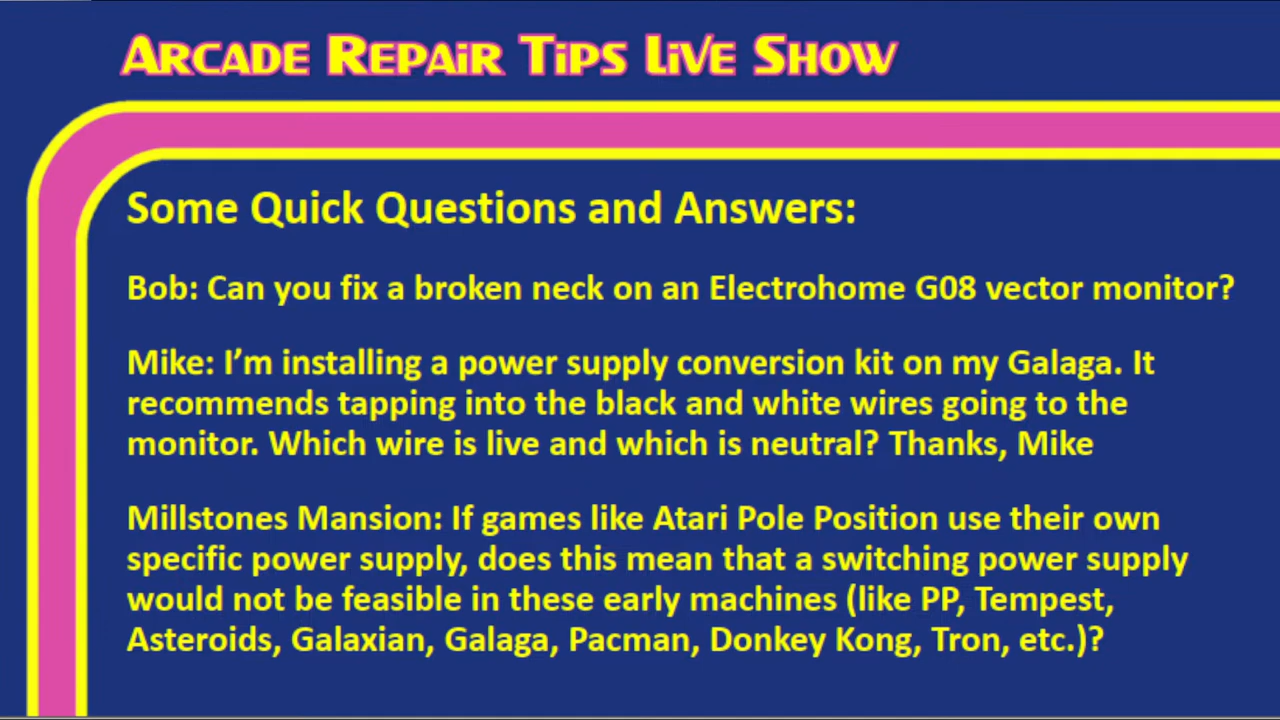 Arcade Repair Tips Live Show
Some Quick Questions and Answers:
Bob: Can you fix a broken neck on an Electrohome G08 vector monitor?
Mike: I’m installing a power supply conversion kit on my Galaga. It
recommends tapping into the black and white wires going to the
monitor. Which wire is live and which is neutral? Thanks, Mike
Millstones Mansion: If games like Atari Pole Position use their own
specific power supply, does this mean that a switching power supply
would not be feasible in these early machines (like PP, Tempest,
Asteroids, Galaxian, Galaga, Pacman, Donkey Kong, Tron, etc.)?